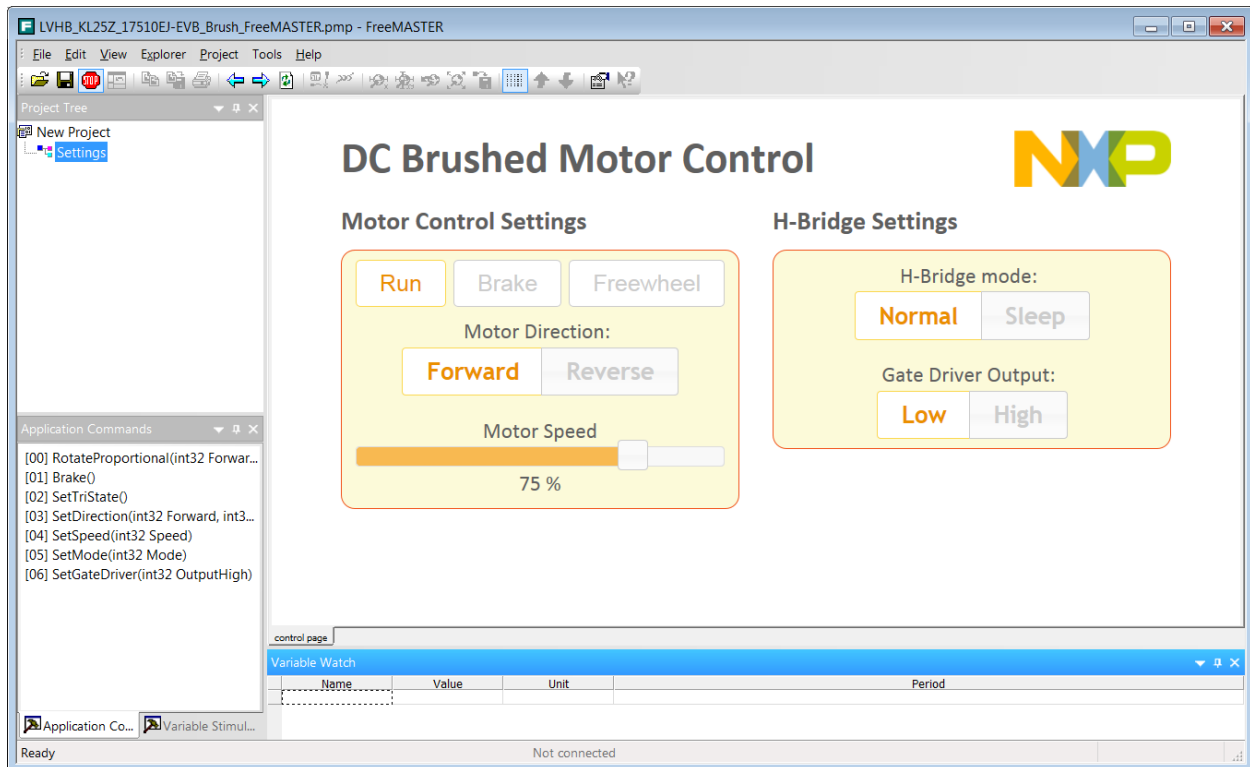 LVHB_KL25Z_17510EJ-EVB_Brush_FreeMASTER.pmp - FreeMASTER
File Edit View Explorer Project Tools Help
STOP
Project Tree
New Project
Settings
Application Commands
[00] RotateProportional(int32 Forwar...
[01] Brake()
[02] SetTriState()
[03] SetDirection(int32 Forward, int3...
[04] SetSpeed(int32 Speed)
[05] SetMode(int32 Mode)
[06] SetGateDriver(int32 OutputHigh)
Application Co... Variable Stimul...
DC Brushed Motor Control
NXP
Motor Control Settings
Run Brake Freewheel
Motor Direction:
Forward Reverse
Motor Speed
75 %
H-Bridge Settings
H-Bridge mode:
Normal Sleep
Gate Driver Output:
Low High
control page
Variable Watch
Name Value Unit Period
Ready Not connected